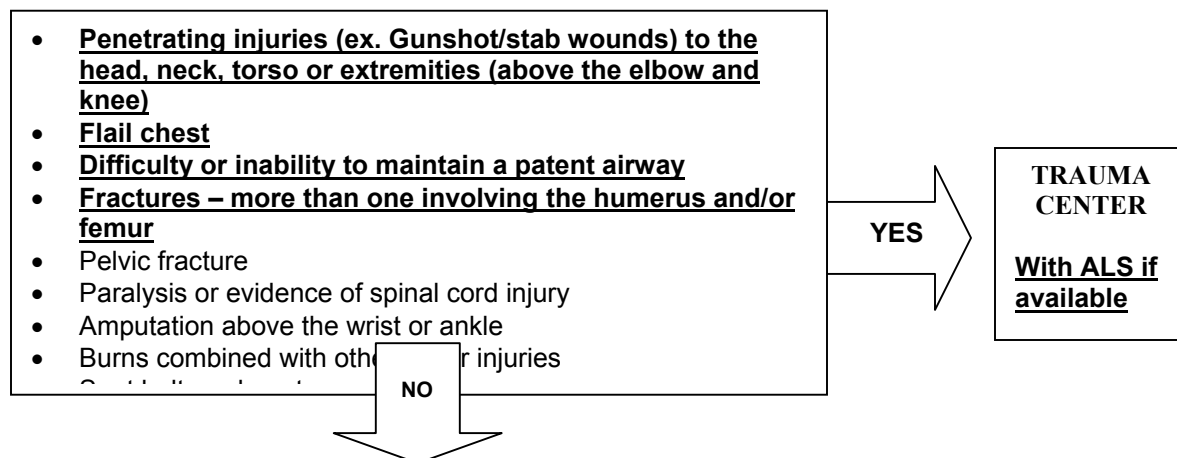 • Penetrating injuries (ex. Gunshot/stab wounds) to the
head, neck, torso or extremities (above the elbow and
knee)
• Flail chest
• Difficulty or inability to maintain a patent airway
• Fractures – more than one involving the humerus and/or
femur
• Pelvic fracture
• Paralysis or evidence of spinal cord injury
• Amputation above the wrist or ankle
• Burns combined with injuries
YES
TRAUMA
CENTER
With ALS if
available
NO